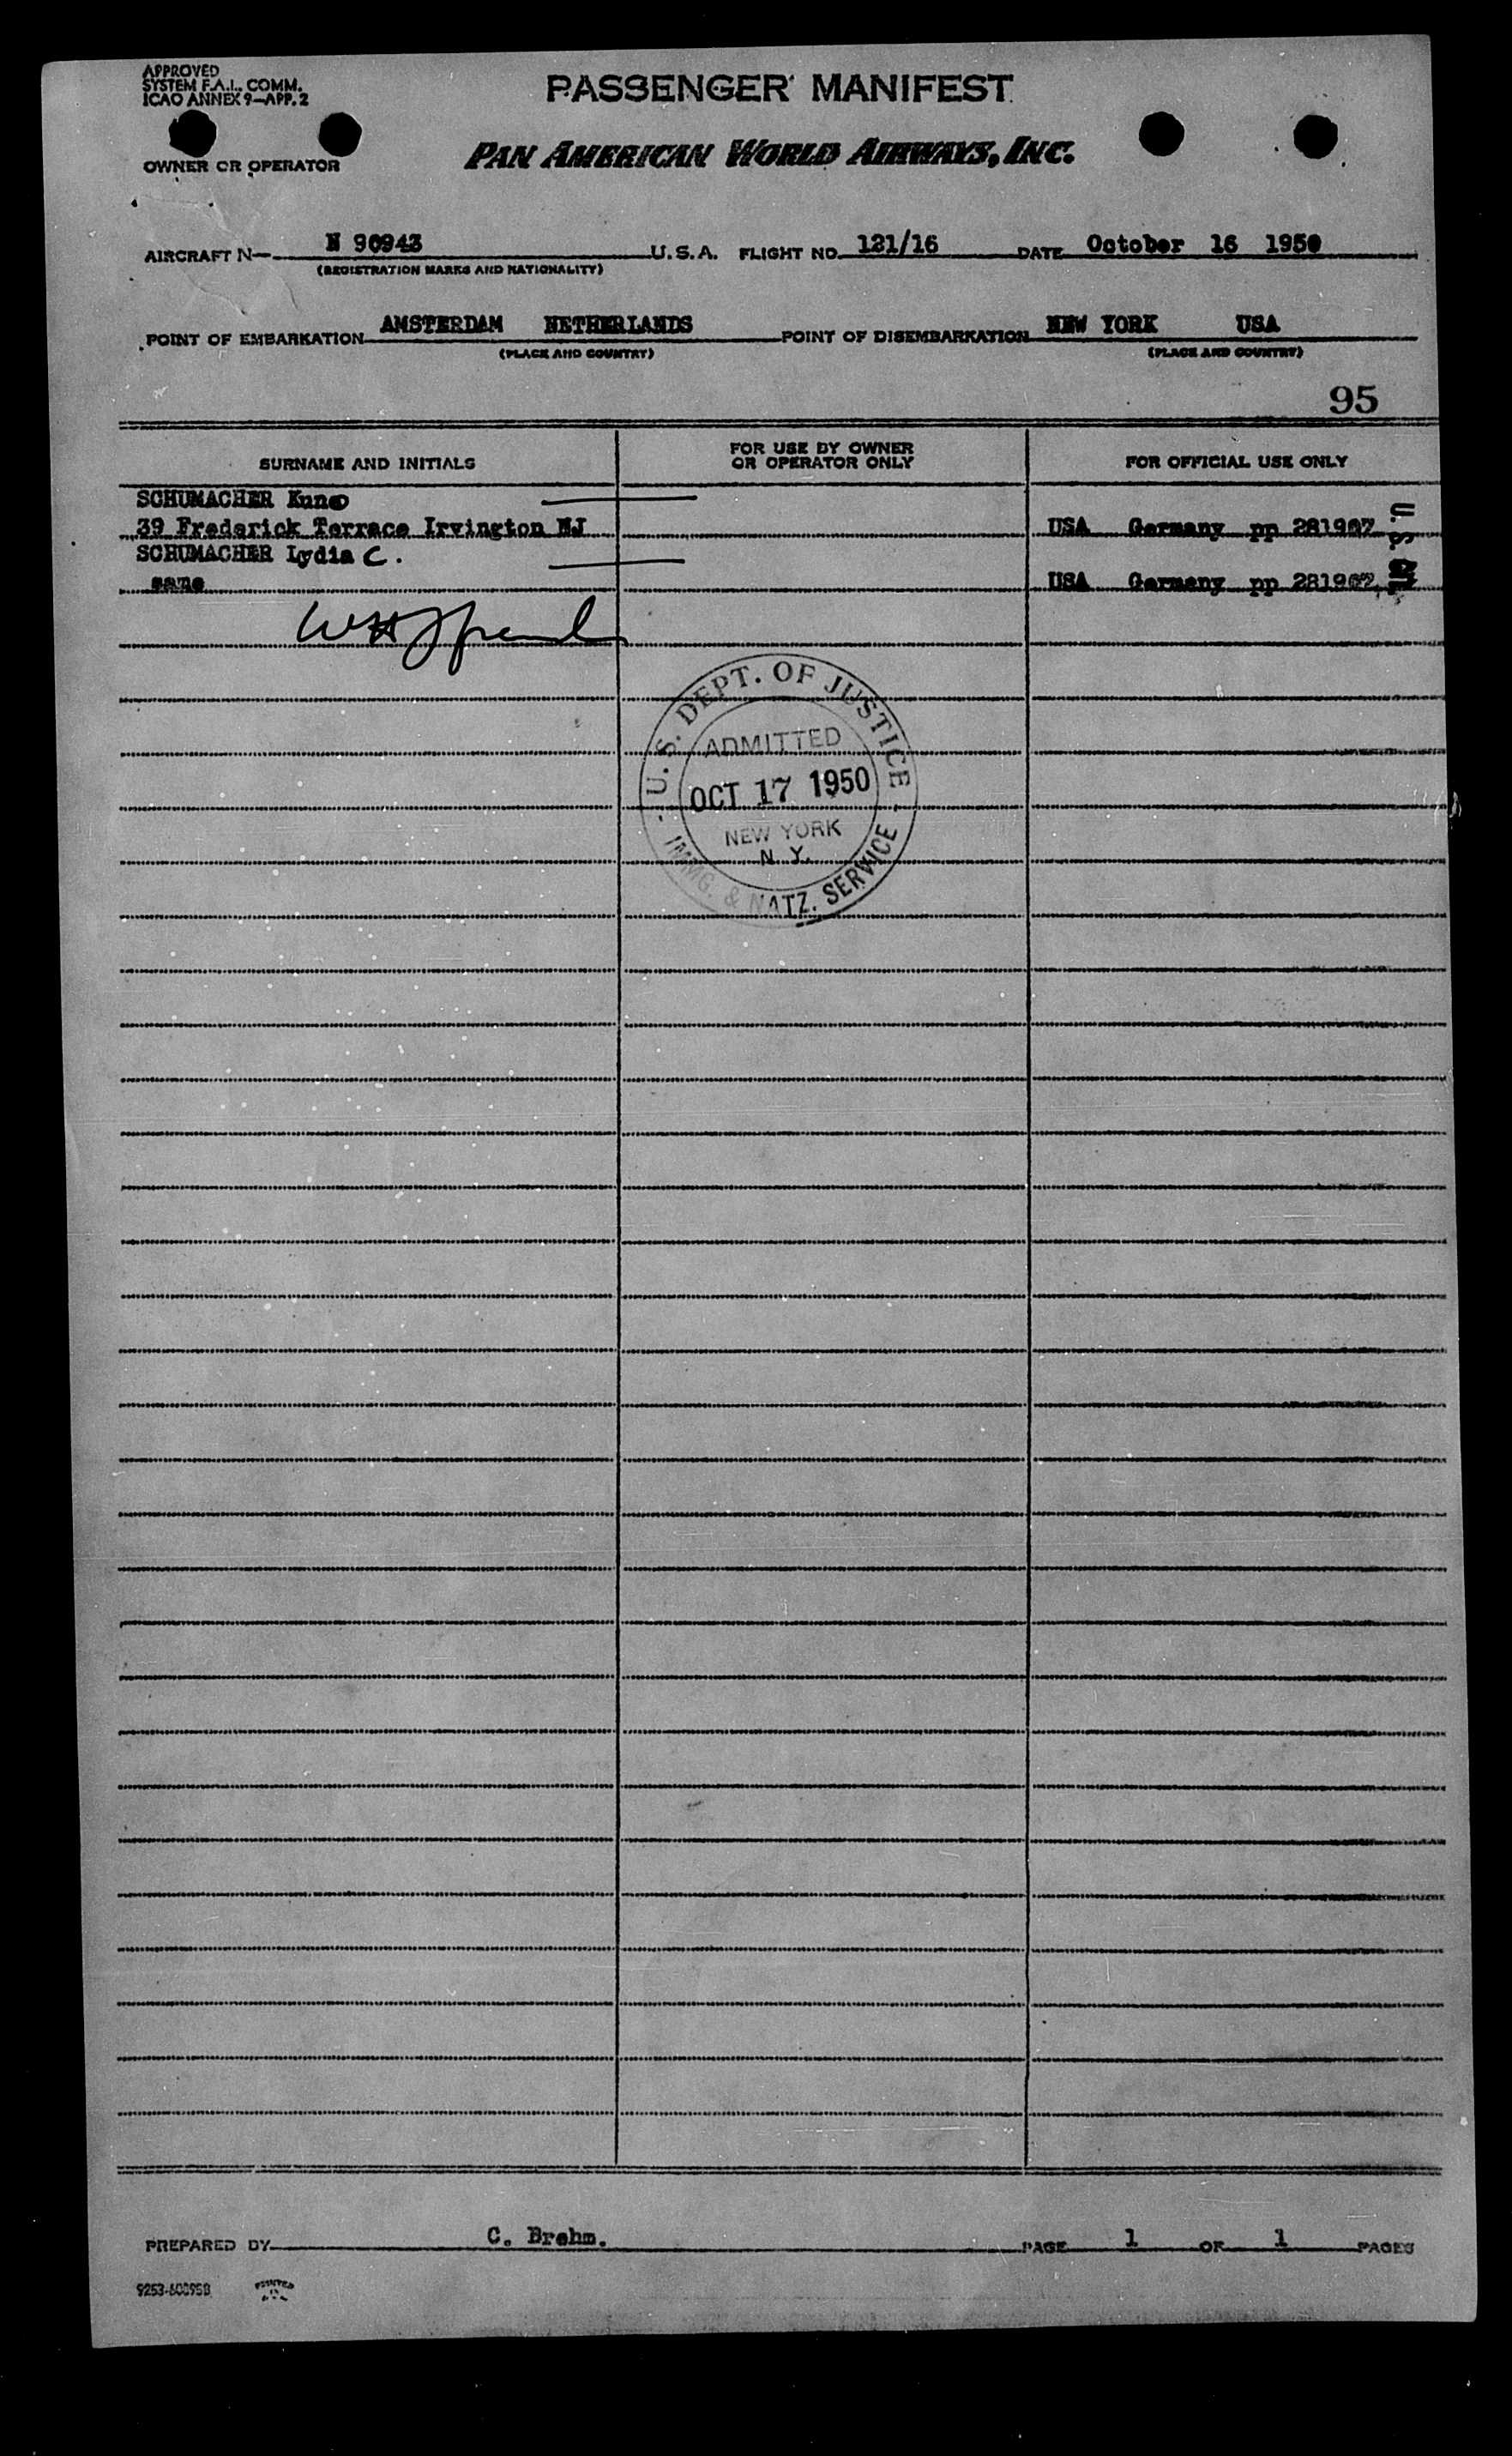 APPROVED
SYSTEM F.A.L. COMM.
ICAO ANNEX 9-APP. 2
PASSENGER MANIFEST
OWNER OR OPERATOR
PAN AMERICAN WORLD AIRWAYS, INC.
AIRCRAFT N— N 90943 U.S.A. FLIGHT NO. 121/16 DATE October 16 1950
(REGISTRATION MARKS AND NATIONALITY)
POINT OF EMBARKATION AMSTERDAM NETHERLANDS POINT OF DISEMBARKATION NEW YORK USA
(PLACE AND COUNTRY) (PLACE AND COUNTRY)
95
SURNAME AND INITIALS FOR USE BY OWNER OR OPERATOR ONLY FOR OFFICIAL USE ONLY
SCHUMACHER Kuno
39 Frederick Terrace Irvington NJ USA Germany pp 281907
SCHUMACHER Lydia C.
same USA Germany pp 281907
U.S.
U.S. DEPT. OF JUSTICE
ADMITTED
OCT 17 1950
NEW YORK
N. Y.
IMMG. & NATZ. SERVICE
PREPARED BY C. Brehm. PAGE 1 OF 1 PAGES
PRINTED